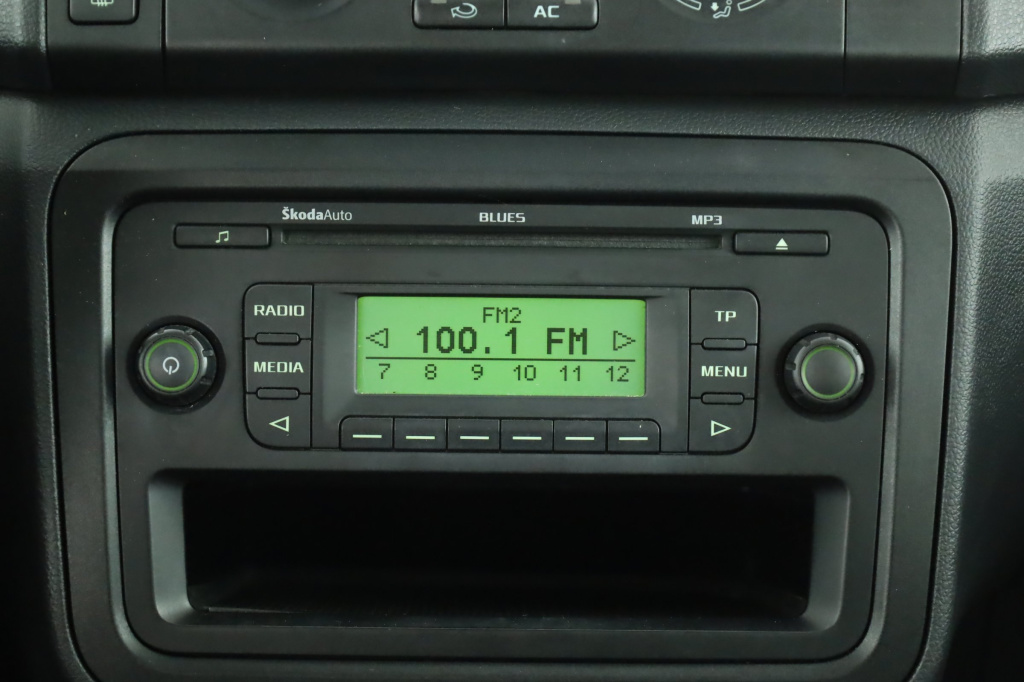 AC
ŠkodaAuto BLUES MP3
RADIO
MEDIA
FM2
100.1 FM
7 8 9 10 11 12
TP
MENU